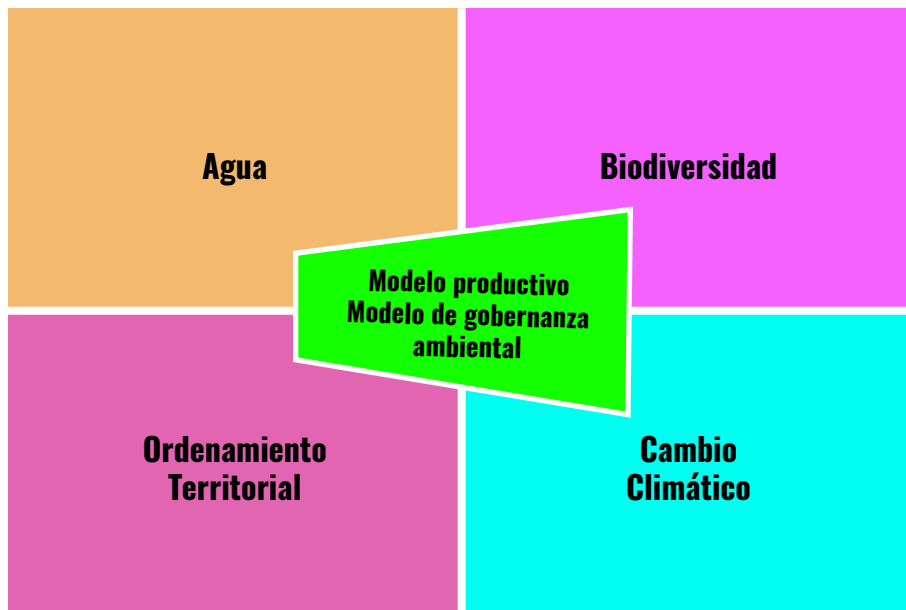 Agua
Biodiversidad
Modelo productivo
Modelo de gobernanza
ambiental
Ordenamiento
Territorial
Cambio
Climático